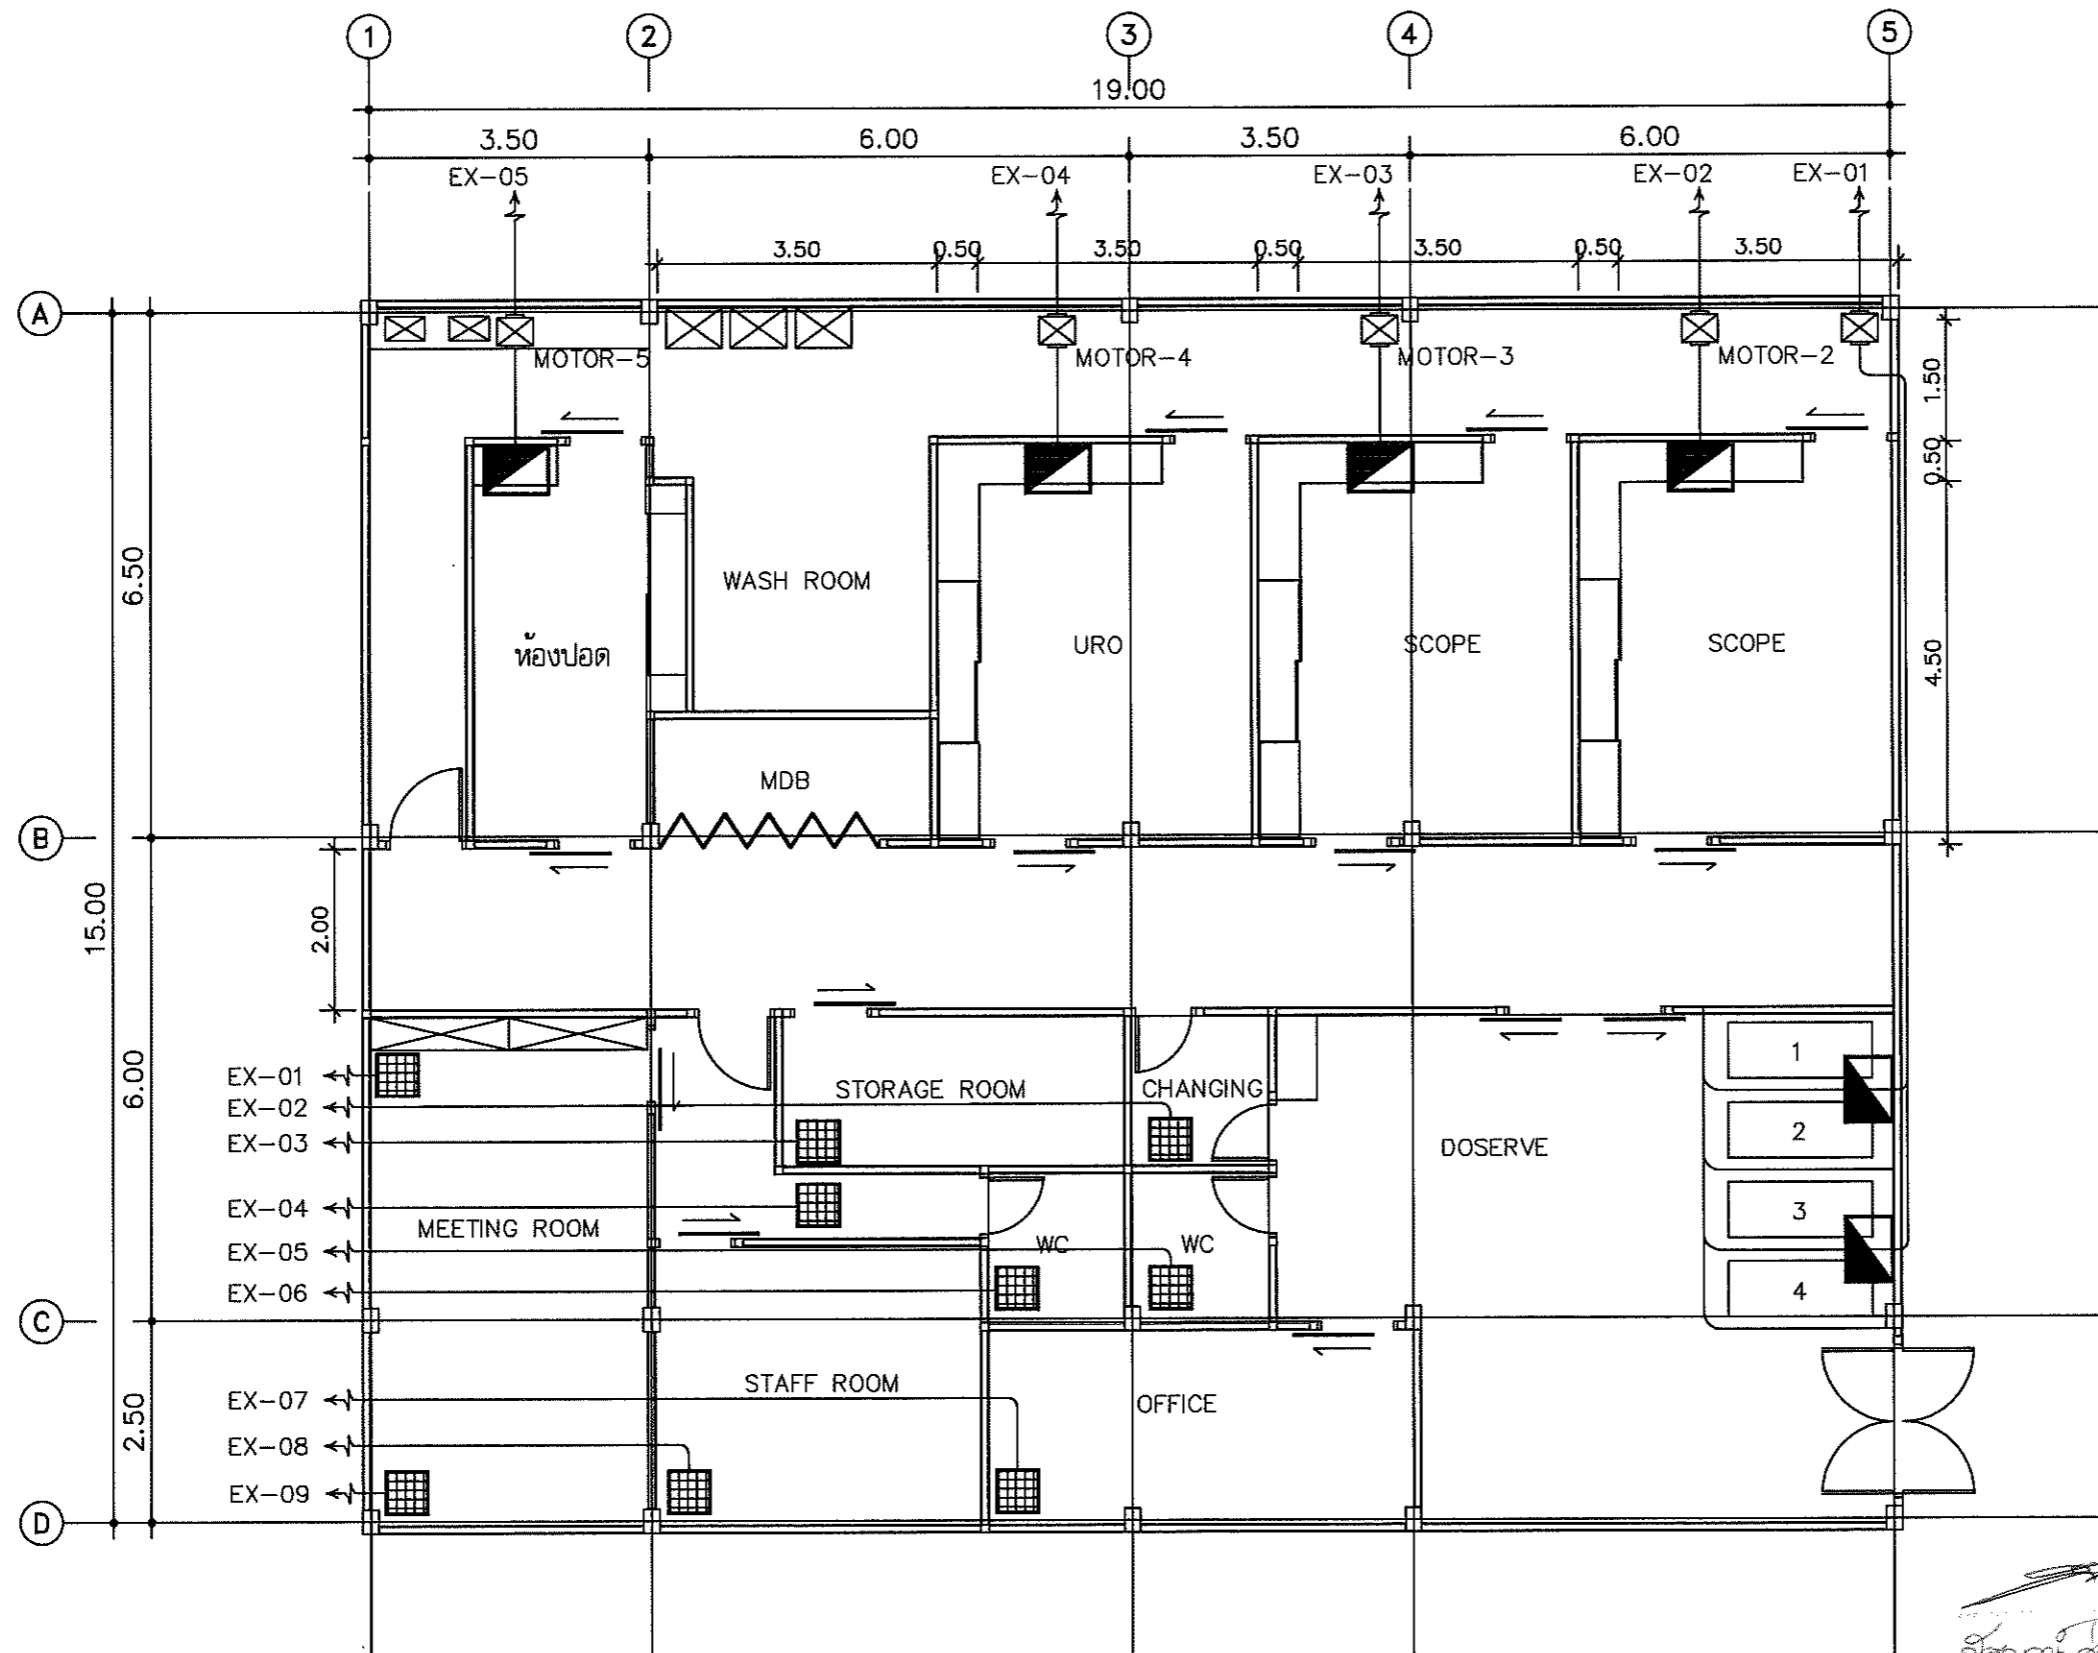 1 2 3 4 5
19.00
3.50 6.00 3.50 6.00
EX-05 EX-04 EX-03 EX-02 EX-01
3.50 0.50 3.50 0.50 3.50 0.50 3.50
A
MOTOR-5 MOTOR-4 MOTOR-3 MOTOR-2
1.50
0.50
6.50
WASH ROOM
ห้องปอด URO SCOPE SCOPE
4.50
MDB
B
15.00
2.00
6.00
EX-01
EX-02
EX-03
STORAGE ROOM CHANGING
1
2
DOSERVE
EX-04
MEETING ROOM
3
EX-05
WC WC
EX-06
4
C
STAFF ROOM
EX-07
OFFICE
2.50
EX-08
EX-09
D